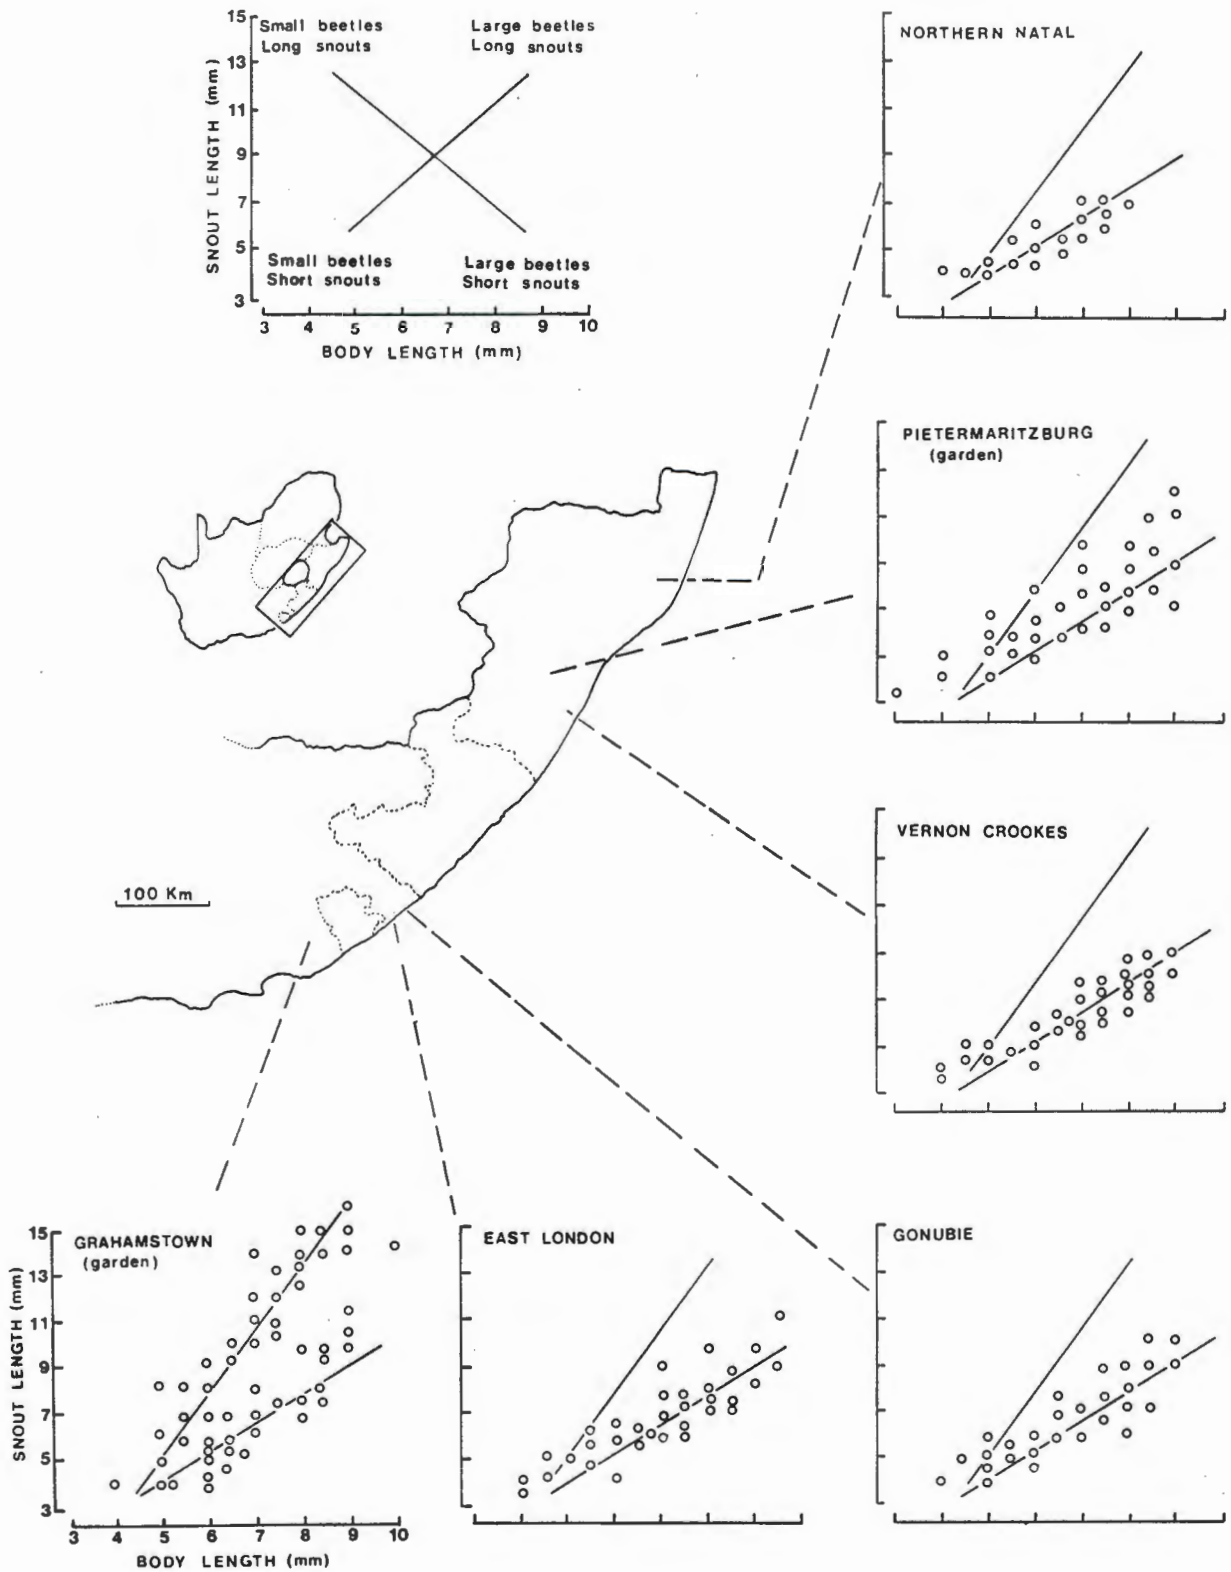 Small beetles
Long snouts
Large beetles
Long snouts
15
13
11
9
7
5
3
SNOUT LENGTH (mm)
Small beetles
Short snouts
Large beetles
Short snouts
3 4 5 6 7 8 9 10
BODY LENGTH (mm)
NORTHERN NATAL
PIETERMARITZBURG
(garden)
VERNON CROOKES
100 Km
GRAHAMSTOWN
(garden)
15
13
11
9
7
5
3
SNOUT LENGTH (mm)
3 4 5 6 7 8 9 10
BODY LENGTH (mm)
EAST LONDON
GONUBIE